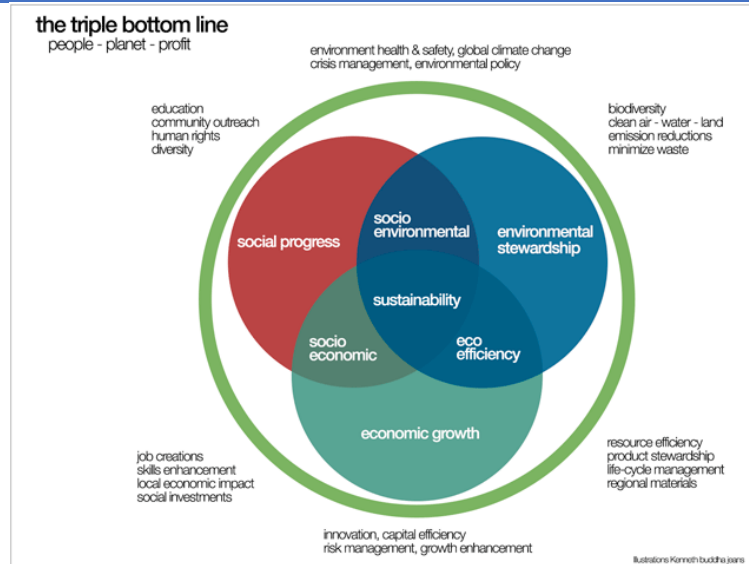 the triple bottom line
people - planet - profit
environment health & safety, global climate change
crisis management, environmental policy
education
community outreach
human rights
diversity
biodiversity
clean air - water - land
emission reductions
minimize waste
socio
environmental
social progress
environmental
stewardship
sustainability
socio
economic
eco
efficiency
economic growth
job creations
skills enhancement
local economic impact
social investments
resource efficiency
product stewardship
life-cycle management
regional materials
innovation, capital efficiency
risk management, growth enhancement
Illustrations Kenneth buddha jeans